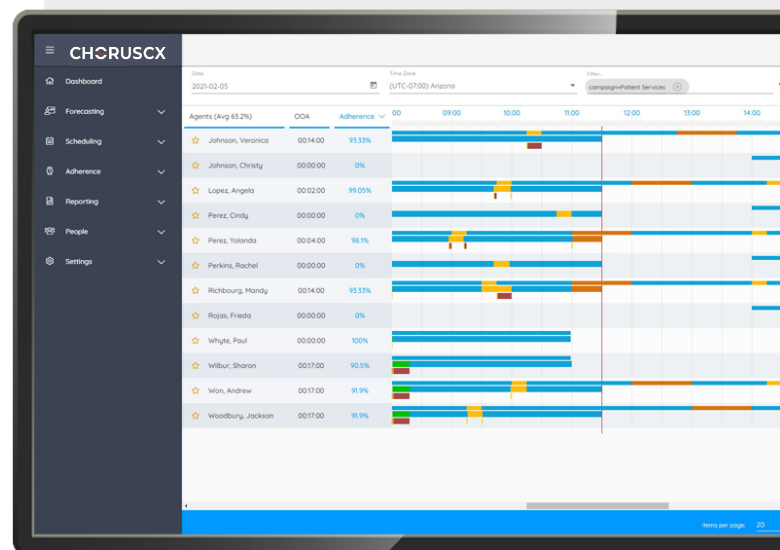 CHORUSCX
Dashboard
Forecasting
Scheduling
Adherence
Reporting
People
Settings
Date
2021-02-05
Time Zone
(UTC-07:00) Arizona
Filter...
campaign=Patient Services
Agents (Avg 63.2%) OOA Adherence 00 09:00 10:00 11:00 12:00 13:00 14:00
Johnson, Veronica 00:14:00 93.33%
Johnson, Christy 00:00:00 0%
Lopez, Angela 00:02:00 99.05%
Perez, Cindy 00:00:00 0%
Perez, Yolanda 00:04:00 98.1%
Perkins, Rachel 00:00:00 0%
Richbourg, Mandy 00:14:00 93.33%
Rojas, Frieda 00:00:00 0%
Whyte, Paul 00:00:00 100%
Wilbur, Sharon 00:17:00 90.5%
Won, Andrew 00:17:00 91.9%
Woodbury, Jackson 00:17:00 91.9%
Items per page: 20